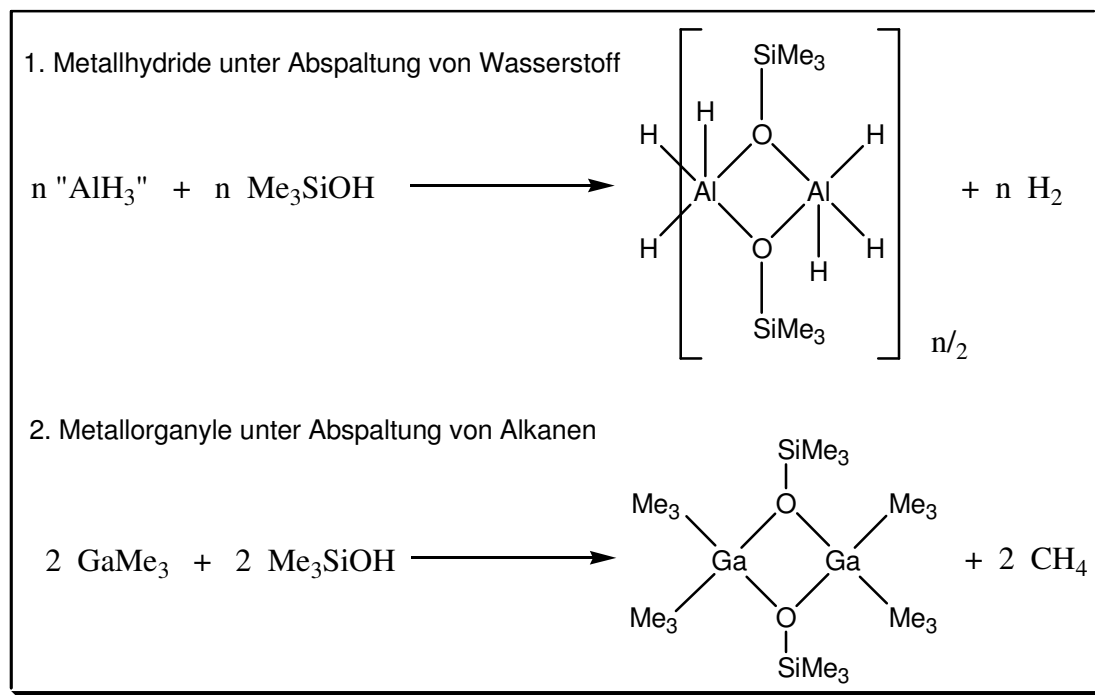 1. Metallhydride unter Abspaltung von Wasserstoff
SiMe3
H
H
O
H
n "AlH3" + n Me3SiOH
Al
Al
+ n H2
H
O
H
H
SiMe3
n/2
2. Metallorganyle unter Abspaltung von Alkanen
SiMe3
Me3
O
Me3
2 GaMe3 + 2 Me3SiOH
Ga
Ga
+ 2 CH4
Me3
O
Me3
SiMe3